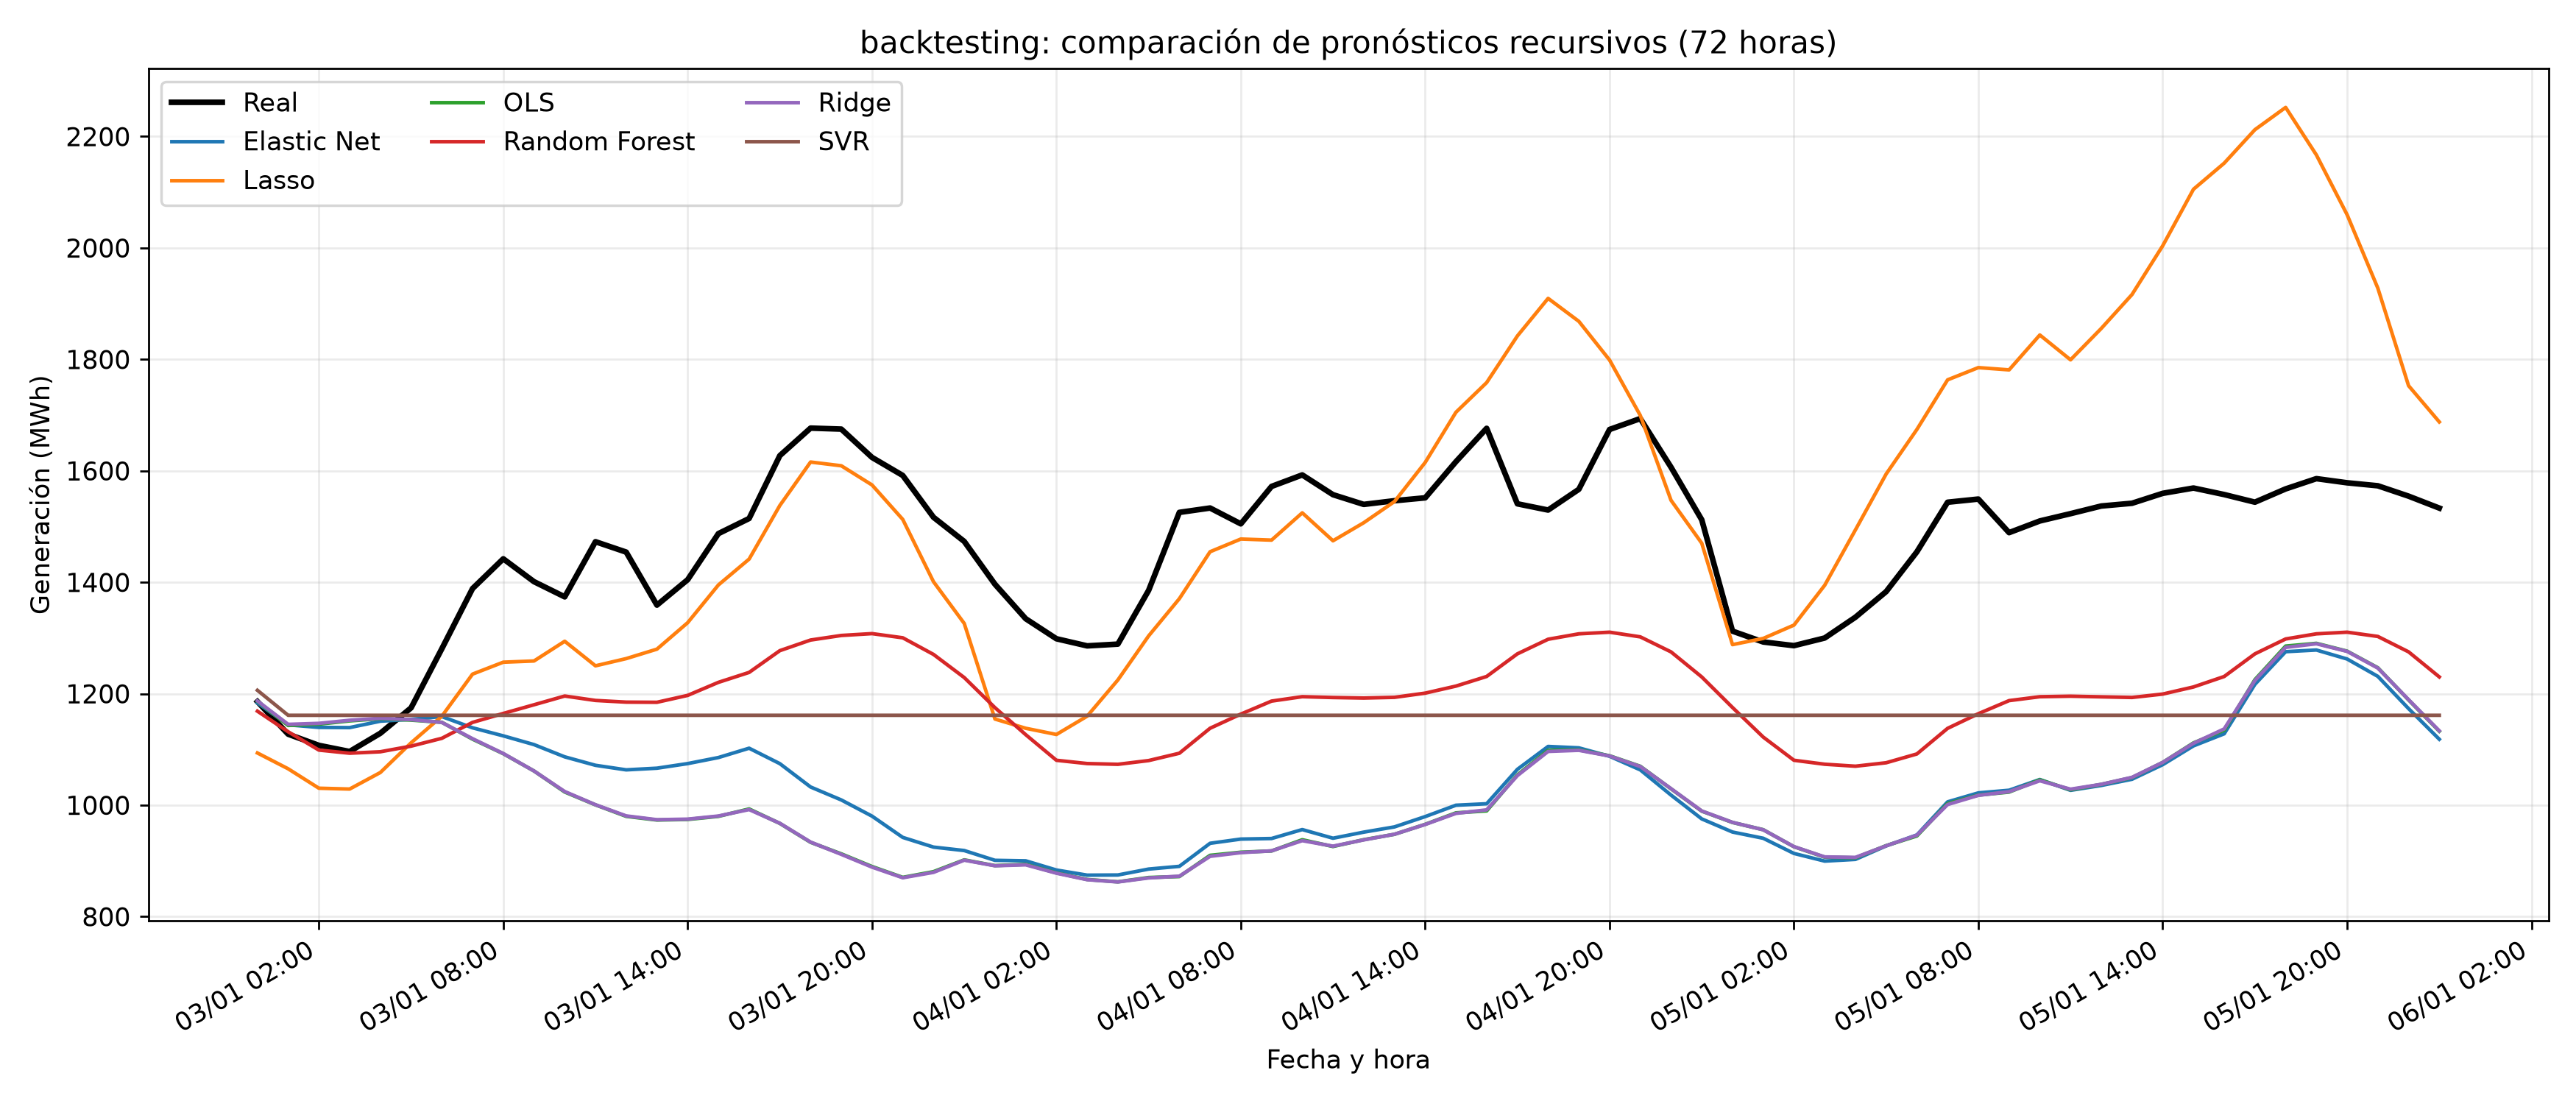 backtesting: comparación de pronósticos recursivos (72 horas)
Real
Elastic Net
Lasso
OLS
Random Forest
Ridge
SVR
Generación (MWh)
2200
2000
1800
1600
1400
1200
1000
800
03/01 02:00
03/01 08:00
03/01 14:00
03/01 20:00
04/01 02:00
04/01 08:00
04/01 14:00
04/01 20:00
05/01 02:00
05/01 08:00
05/01 14:00
05/01 20:00
06/01 02:00
Fecha y hora